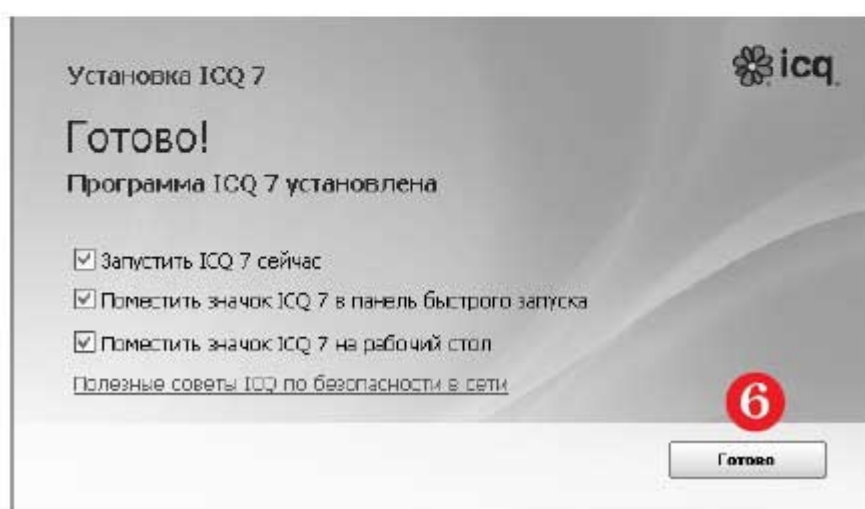 Установка ICQ 7
icq
Готово!
Программа ICQ 7 установлена
Запустить ICQ 7 сейчас
Поместить значок ICQ 7 в панель быстрого запуска
Поместить значок ICQ 7 на рабочий стол
Полезные советы ICQ по безопасности в сети
6
Готово